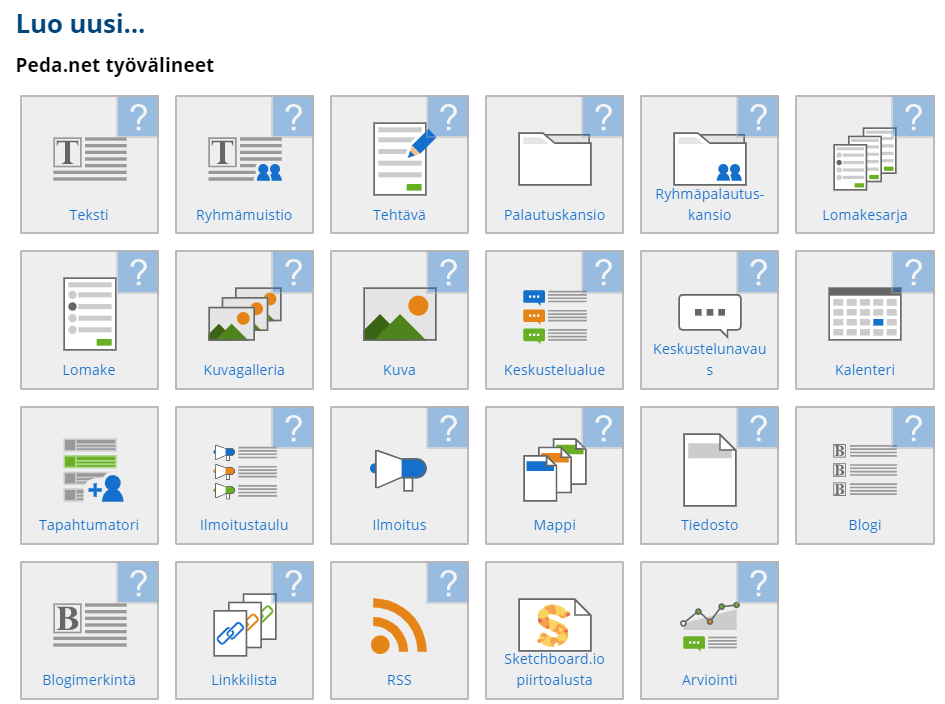 Luo uusi...
Peda.net työvälineet
? ? ? ? ? ?
T T
Teksti Ryhmämuistio Tehtävä Palautuskansio Ryhmäpalautus-
kansio Lomakesarja
? ? ? ? ? ?
Lomake Kuvagalleria Kuva Keskustelualue Keskustelunavau
s Kalenteri
? ? ? ? ?
B
B
B
Tapahtumatori Ilmoitustaulu Ilmoitus Mappi Tiedosto Blogi
? ? ? ?
B S
Blogimerkintä Linkkilista RSS Sketchboard.io
piirtoalusta Arviointi